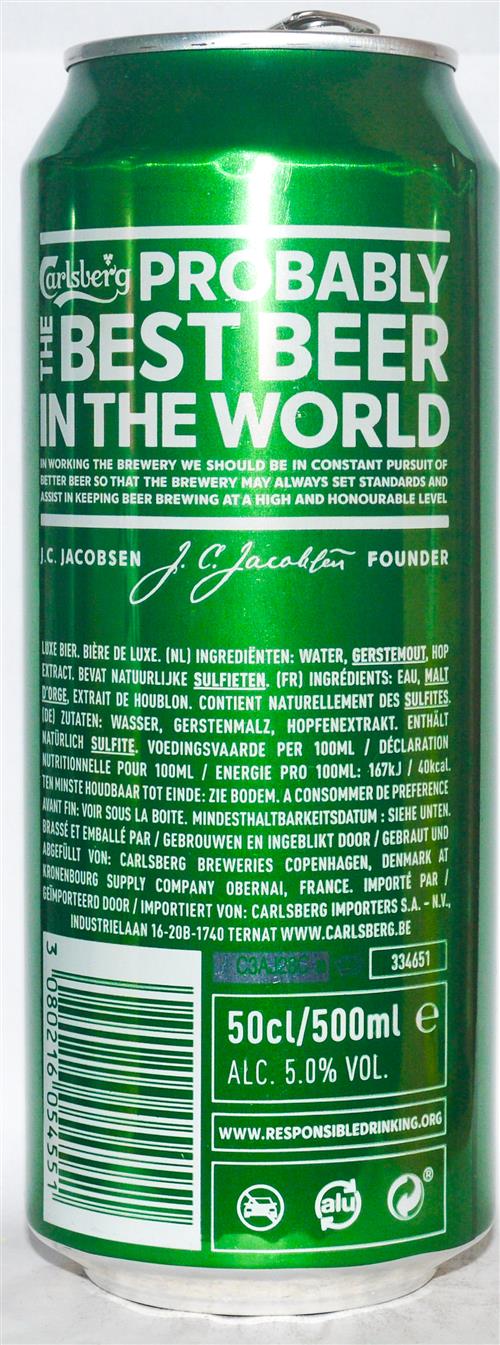 Carlsberg PROBABLY
THE BEST BEER
IN THE WORLD
IN WORKING THE BREWERY WE SHOULD BE IN CONSTANT PURSUIT OF
BETTER BEER SO THAT THE BREWERY MAY ALWAYS SET STANDARDS AND
ASSIST IN KEEPING BEER BREWING AT A HIGH AND HONOURABLE LEVEL
J.C. JACOBSEN J. C. Jacobsen FOUNDER
LUXE BIER. BIÈRE DE LUXE. (NL) INGREDIËNTEN: WATER, GERSTEMOUT, HOP
EXTRACT. BEVAT NATUURLIJKE SULFIETEN. (FR) INGRÉDIENTS: EAU, MALT
D'ORGE, EXTRAIT DE HOUBLON. CONTIENT NATURELLEMENT DES SULFITES.
(DE) ZUTATEN: WASSER, GERSTENMALZ, HOPFENEXTRAKT. ENTHÄLT
NATÜRLICH SULFITE. VOEDINGSVAARDE PER 100ML / DÉCLARATION
NUTRITIONNELLE POUR 100ML / ENERGIE PRO 100ML: 167kJ / 40kcal.
TEN MINSTE HOUDBAAR TOT EINDE: ZIE BODEM. A CONSOMMER DE PREFERENCE
AVANT FIN: VOIR SOUS LA BOITE. MINDESTHALTBARKEITSDATUM : SIEHE UNTEN.
BRASSÉ ET EMBALLÉ PAR / GEBROUWEN EN INGEBLIKT DOOR / GEBRAUT UND
ABGEFÜLLT VON: CARLSBERG BREWERIES COPENHAGEN, DENMARK AT
KRONENBOURG SUPPLY COMPANY OBERNAI, FRANCE. IMPORTÉ PAR /
GEÏMPORTEERD DOOR / IMPORTIERT VON: CARLSBERG IMPORTERS S.A. - N.V.,
INDUSTRIELAAN 16-20B-1740 TERNAT WWW.CARLSBERG.BE
334651
50cl/500ml e
ALC. 5.0% VOL.
WWW.RESPONSIBLEDRINKING.ORG
alu ®
3 080216 054551